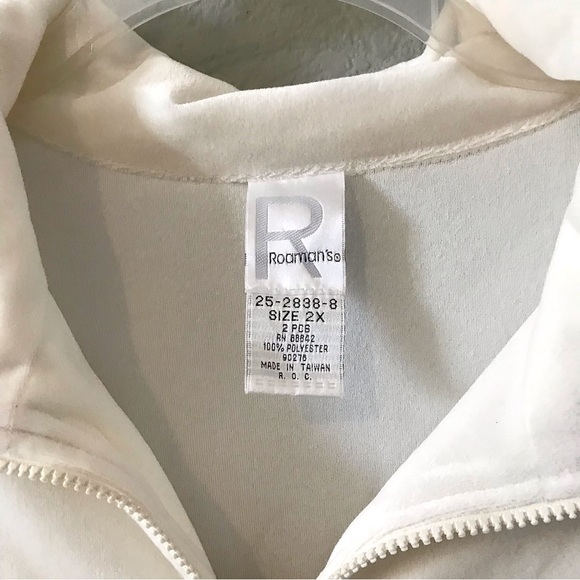 R
Roaman's®
25-2838-8
SIZE 2X
2 PCS
RN 88842
100% POLYESTER
90276
MADE IN TAIWAN
R. O. C.